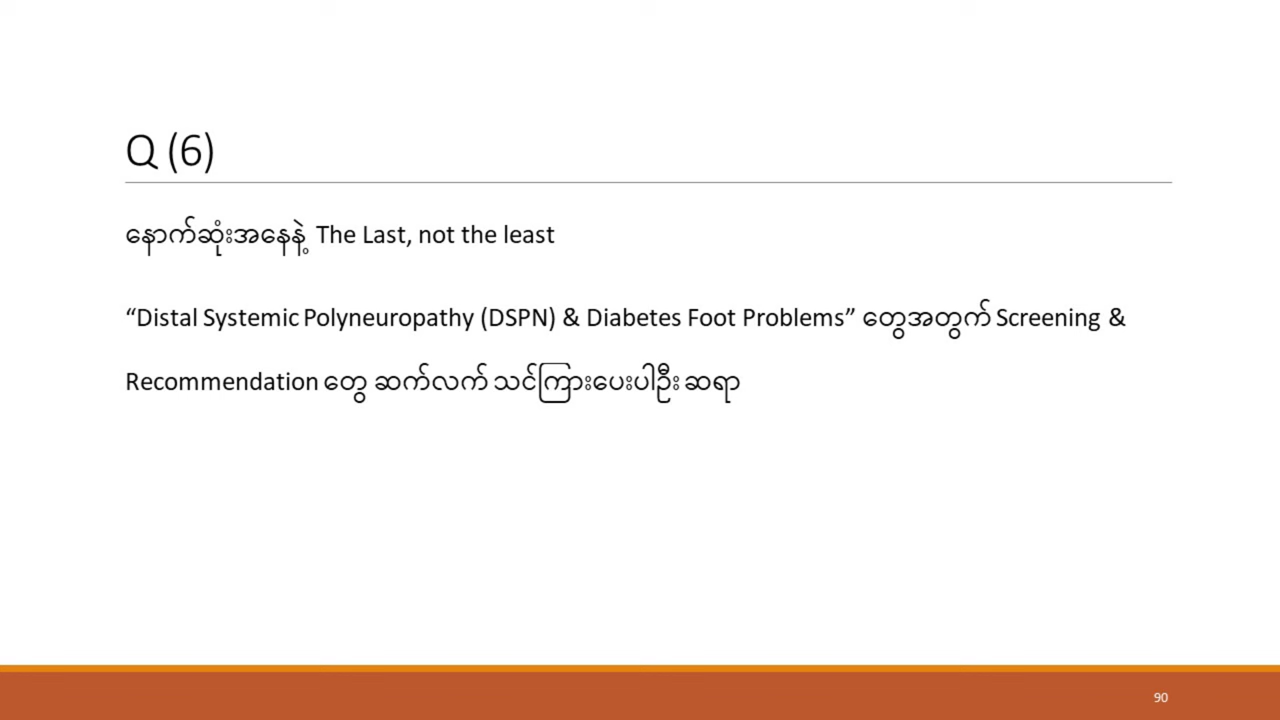 Q (6)
နောက်ဆုံးအနေနဲ့ The Last, not the least
“Distal Systemic Polyneuropathy (DSPN) & Diabetes Foot Problems” တွေအတွက် Screening &
Recommendation တွေ ဆက်လက် သင်ကြားပေးပါဦး ဆရာ
90